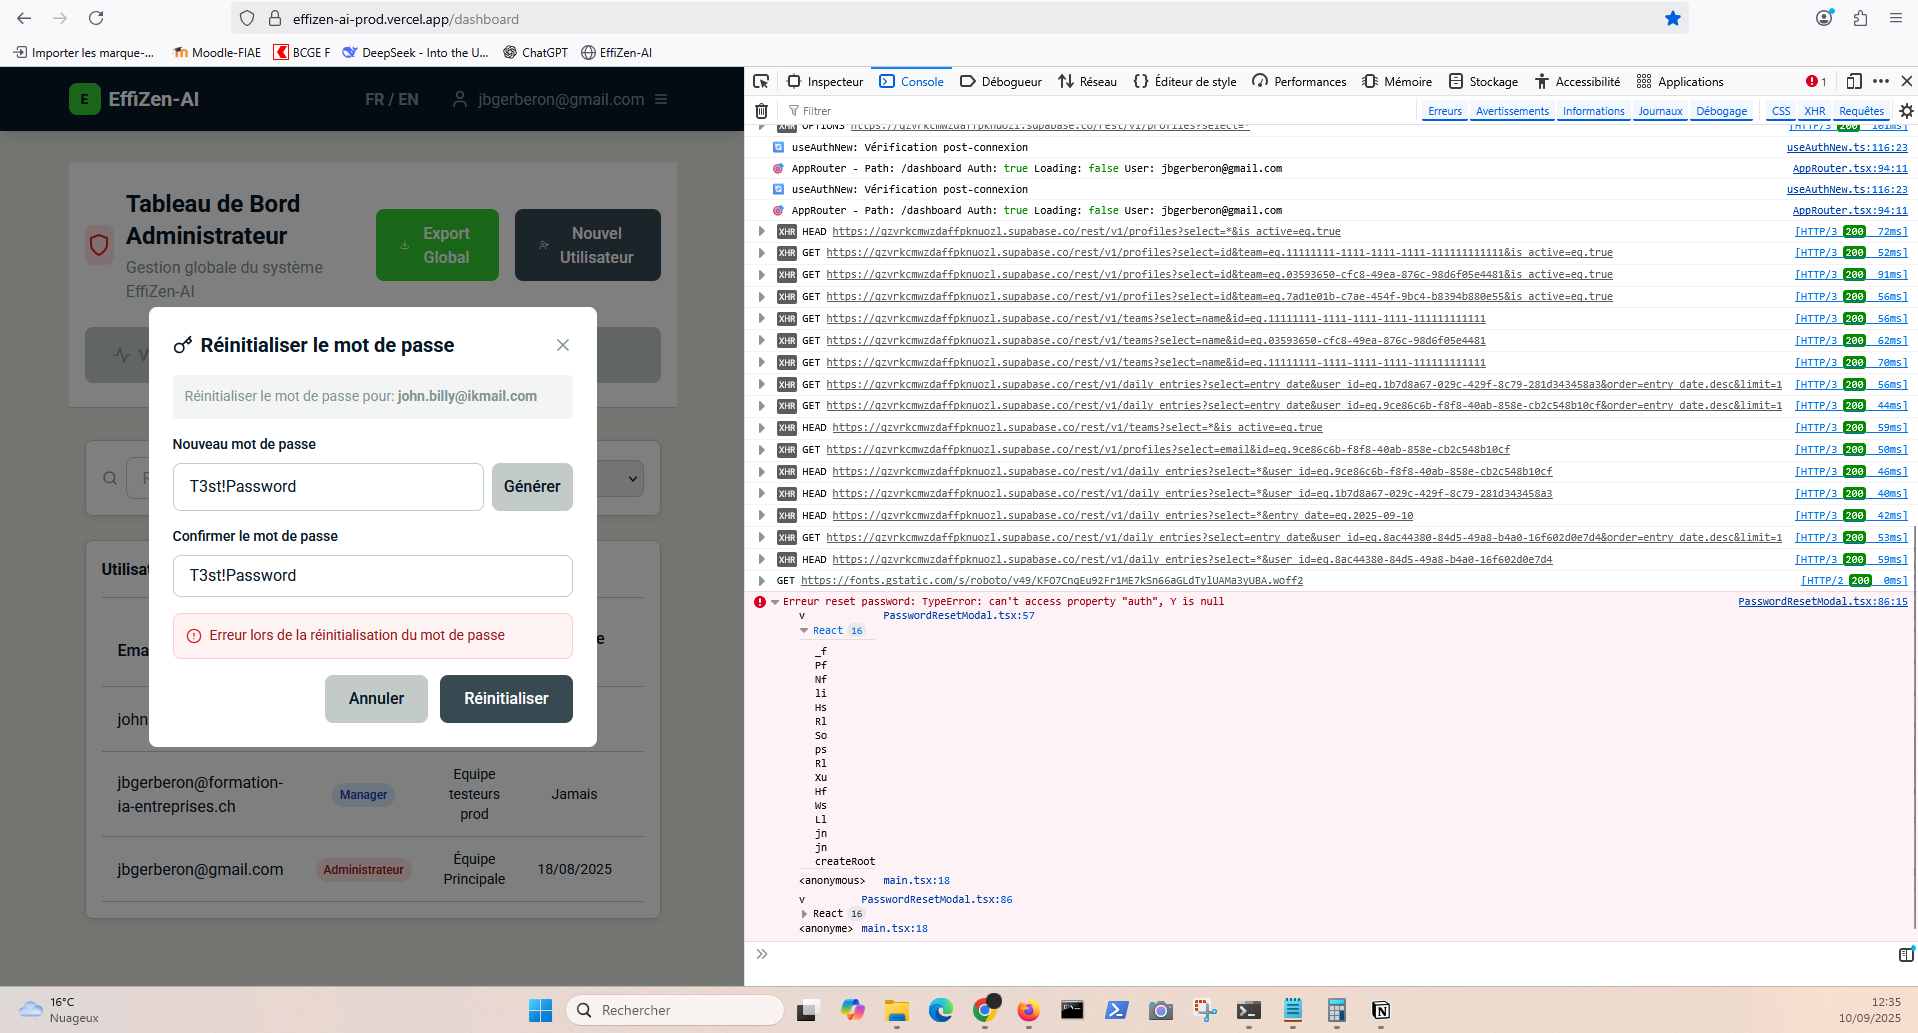 effizen-ai-prod.vercel.app/dashboard
Importer les marque-...
Moodle-FIAE
BCGE F
DeepSeek - Into the U...
ChatGPT
EffiZen-AI
E
EffiZen-AI
FR / EN
jbgerberon@gmail.com
Tableau de Bord
Administrateur
Gestion globale du système
EffiZen-AI
Export
Global
Nouvel
Utilisateur
V
Réinitialiser le mot de passe
Réinitialiser le mot de passe pour: john.billy@ikmail.com
Nouveau mot de passe
T3st!Password
Générer
Confirmer le mot de passe
T3st!Password
Erreur lors de la réinitialisation du mot de passe
Annuler
Réinitialiser
Utilisat
Ema
e
john
jbgerberon@formation-
ia-entreprises.ch
Manager
Equipe
testeurs
prod
Jamais
jbgerberon@gmail.com
Administrateur
Équipe
Principale
18/08/2025
Inspecteur
Console
Débogueur
Réseau
Éditeur de style
Performances
Mémoire
Stockage
Accessibilité
Applications
1
Filtrer
Erreurs
Avertissements
Informations
Journaux
Débogage
CSS
XHR
Requêtes
XHR OPTIONS https://qzvrkcmwzdaffpknuozl.supabase.co/rest/v1/profiles?select=* [HTTP/3 200 101ms]
useAuthNew: Vérification post-connexion useAuthNew.ts:116:23
AppRouter - Path: /dashboard Auth: true Loading: false User: jbgerberon@gmail.com AppRouter.tsx:94:11
useAuthNew: Vérification post-connexion useAuthNew.ts:116:23
AppRouter - Path: /dashboard Auth: true Loading: false User: jbgerberon@gmail.com AppRouter.tsx:94:11
XHR HEAD https://qzvrkcmwzdaffpknuozl.supabase.co/rest/v1/profiles?select=*&is_active=eq.true [HTTP/3 200 72ms]
XHR GET https://qzvrkcmwzdaffpknuozl.supabase.co/rest/v1/profiles?select=id&team=eq.11111111-1111-1111-1111-111111111111&is_active=eq.true [HTTP/3 200 52ms]
XHR GET https://qzvrkcmwzdaffpknuozl.supabase.co/rest/v1/profiles?select=id&team=eq.03593650-cfc8-49ea-876c-98d6f05e4481&is_active=eq.true [HTTP/3 200 91ms]
XHR GET https://qzvrkcmwzdaffpknuozl.supabase.co/rest/v1/profiles?select=id&team=eq.7ad1e01b-c7ae-454f-9bc4-b8394b880e55&is_active=eq.true [HTTP/3 200 56ms]
XHR GET https://qzvrkcmwzdaffpknuozl.supabase.co/rest/v1/teams?select=name&id=eq.11111111-1111-1111-1111-111111111111 [HTTP/3 200 56ms]
XHR GET https://qzvrkcmwzdaffpknuozl.supabase.co/rest/v1/teams?select=name&id=eq.03593650-cfc8-49ea-876c-98d6f05e4481 [HTTP/3 200 62ms]
XHR GET https://qzvrkcmwzdaffpknuozl.supabase.co/rest/v1/teams?select=name&id=eq.11111111-1111-1111-1111-111111111111 [HTTP/3 200 70ms]
XHR GET https://qzvrkcmwzdaffpknuozl.supabase.co/rest/v1/daily_entries?select=entry_date&user_id=eq.1b7d8a67-029c-429f-8c79-281d343458a3&order=entry_date.desc&limit=1 [HTTP/3 200 56ms]
XHR GET https://qzvrkcmwzdaffpknuozl.supabase.co/rest/v1/daily_entries?select=entry_date&user_id=eq.9ce86c6b-f8f8-40ab-858e-cb2c548b10cf&order=entry_date.desc&limit=1 [HTTP/3 200 44ms]
XHR HEAD https://qzvrkcmwzdaffpknuozl.supabase.co/rest/v1/teams?select=*&is_active=eq.true [HTTP/3 200 59ms]
XHR GET https://qzvrkcmwzdaffpknuozl.supabase.co/rest/v1/profiles?select=email&id=eq.9ce86c6b-f8f8-40ab-858e-cb2c548b10cf [HTTP/3 200 50ms]
XHR HEAD https://qzvrkcmwzdaffpknuozl.supabase.co/rest/v1/daily_entries?select=*&user_id=eq.9ce86c6b-f8f8-40ab-858e-cb2c548b10cf [HTTP/3 200 46ms]
XHR HEAD https://qzvrkcmwzdaffpknuozl.supabase.co/rest/v1/daily_entries?select=*&user_id=eq.1b7d8a67-029c-429f-8c79-281d343458a3 [HTTP/3 200 40ms]
XHR HEAD https://qzvrkcmwzdaffpknuozl.supabase.co/rest/v1/daily_entries?select=*&entry_date=eq.2025-09-10 [HTTP/3 200 42ms]
XHR GET https://qzvrkcmwzdaffpknuozl.supabase.co/rest/v1/daily_entries?select=entry_date&user_id=eq.8ac44380-84d5-49a8-b4a0-16f602d0e7d4&order=entry_date.desc&limit=1 [HTTP/3 200 53ms]
XHR HEAD https://qzvrkcmwzdaffpknuozl.supabase.co/rest/v1/daily_entries?select=*&user_id=eq.8ac44380-84d5-49a8-b4a0-16f602d0e7d4 [HTTP/3 200 59ms]
GET https://fonts.gstatic.com/s/roboto/v49/KFO7CnqEu92Fr1ME7kSn66aGLdTylUAMa3yUBA.woff2 [HTTP/2 200 0ms]
Erreur reset password: TypeError: can't access property "auth", Y is null PasswordResetModal.tsx:86:15
v PasswordResetModal.tsx:57
React 16
_f
Pf
Nf
li
Hs
Rl
So
ps
Rl
Xu
Hf
Ws
Ll
jn
jn
createRoot
<anonymous> main.tsx:18
v PasswordResetModal.tsx:86
React 16
<anonyme> main.tsx:18
16°C
Nuageux
Rechercher
12:35
10/09/2025